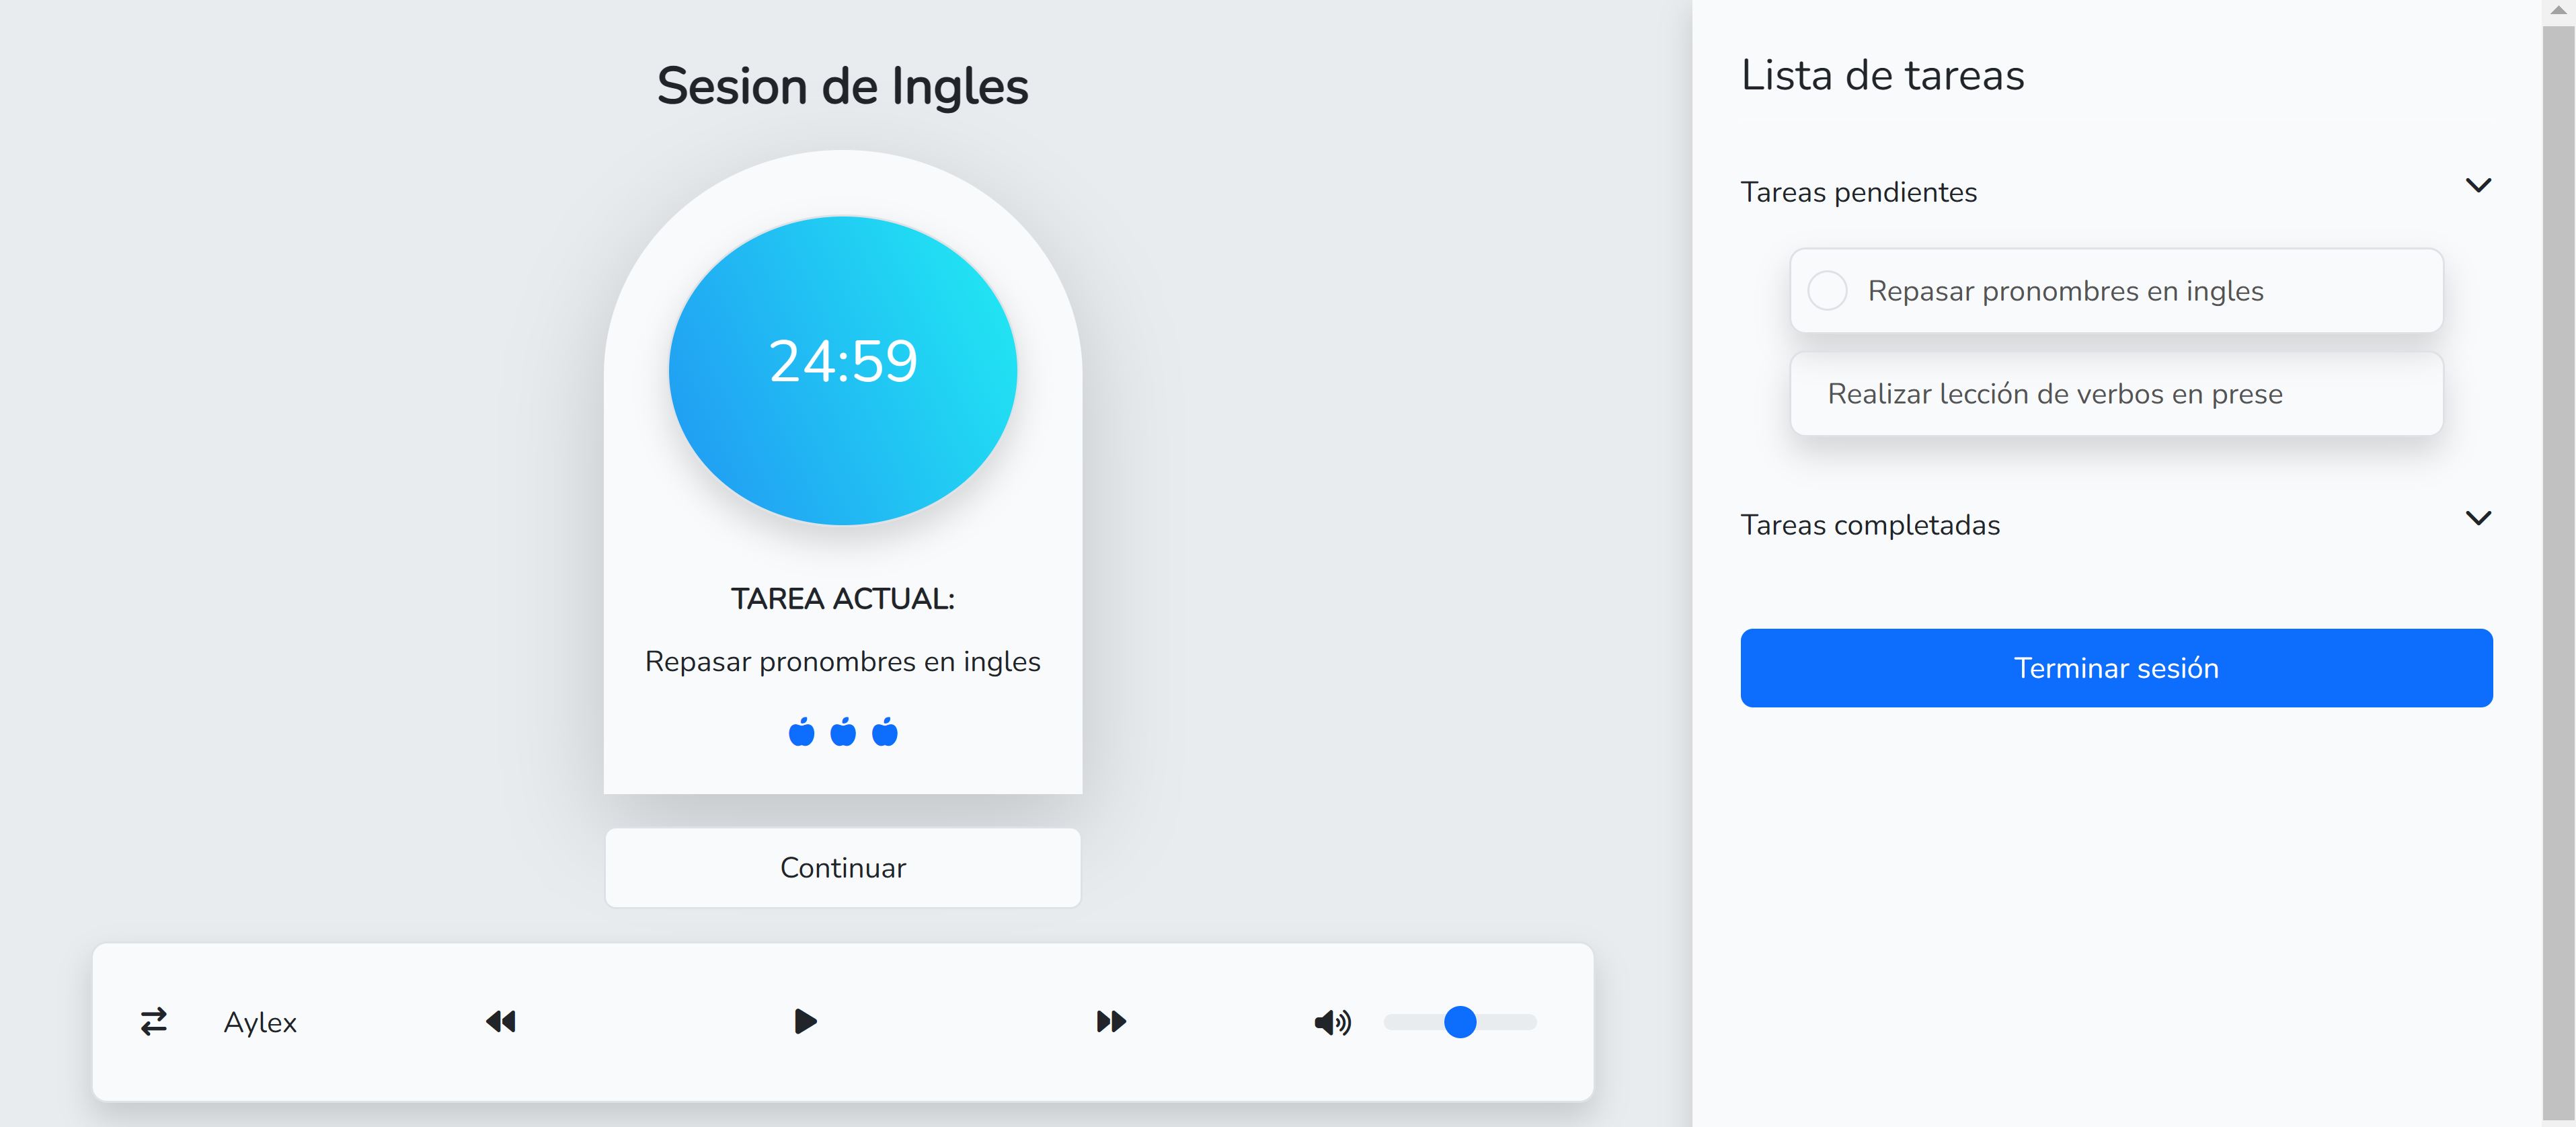 Sesion de Ingles
24:59
TAREA ACTUAL:
Repasar pronombres en ingles
Continuar
Aylex
Lista de tareas
Tareas pendientes
Repasar pronombres en ingles
Realizar lección de verbos en prese
Tareas completadas
Terminar sesión